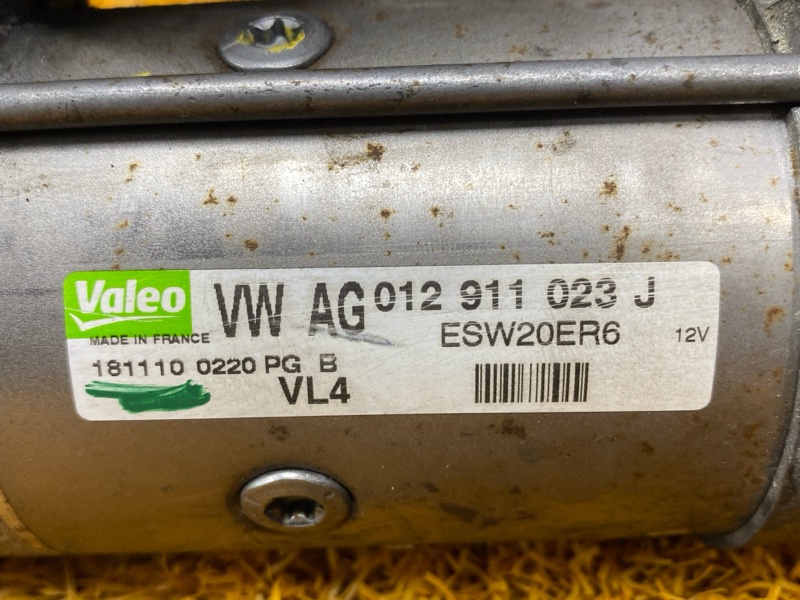 Valeo VW AG 012 911 023 J
MADE IN FRANCE ESW20ER6 12V
181110 0220 PG B
VL4